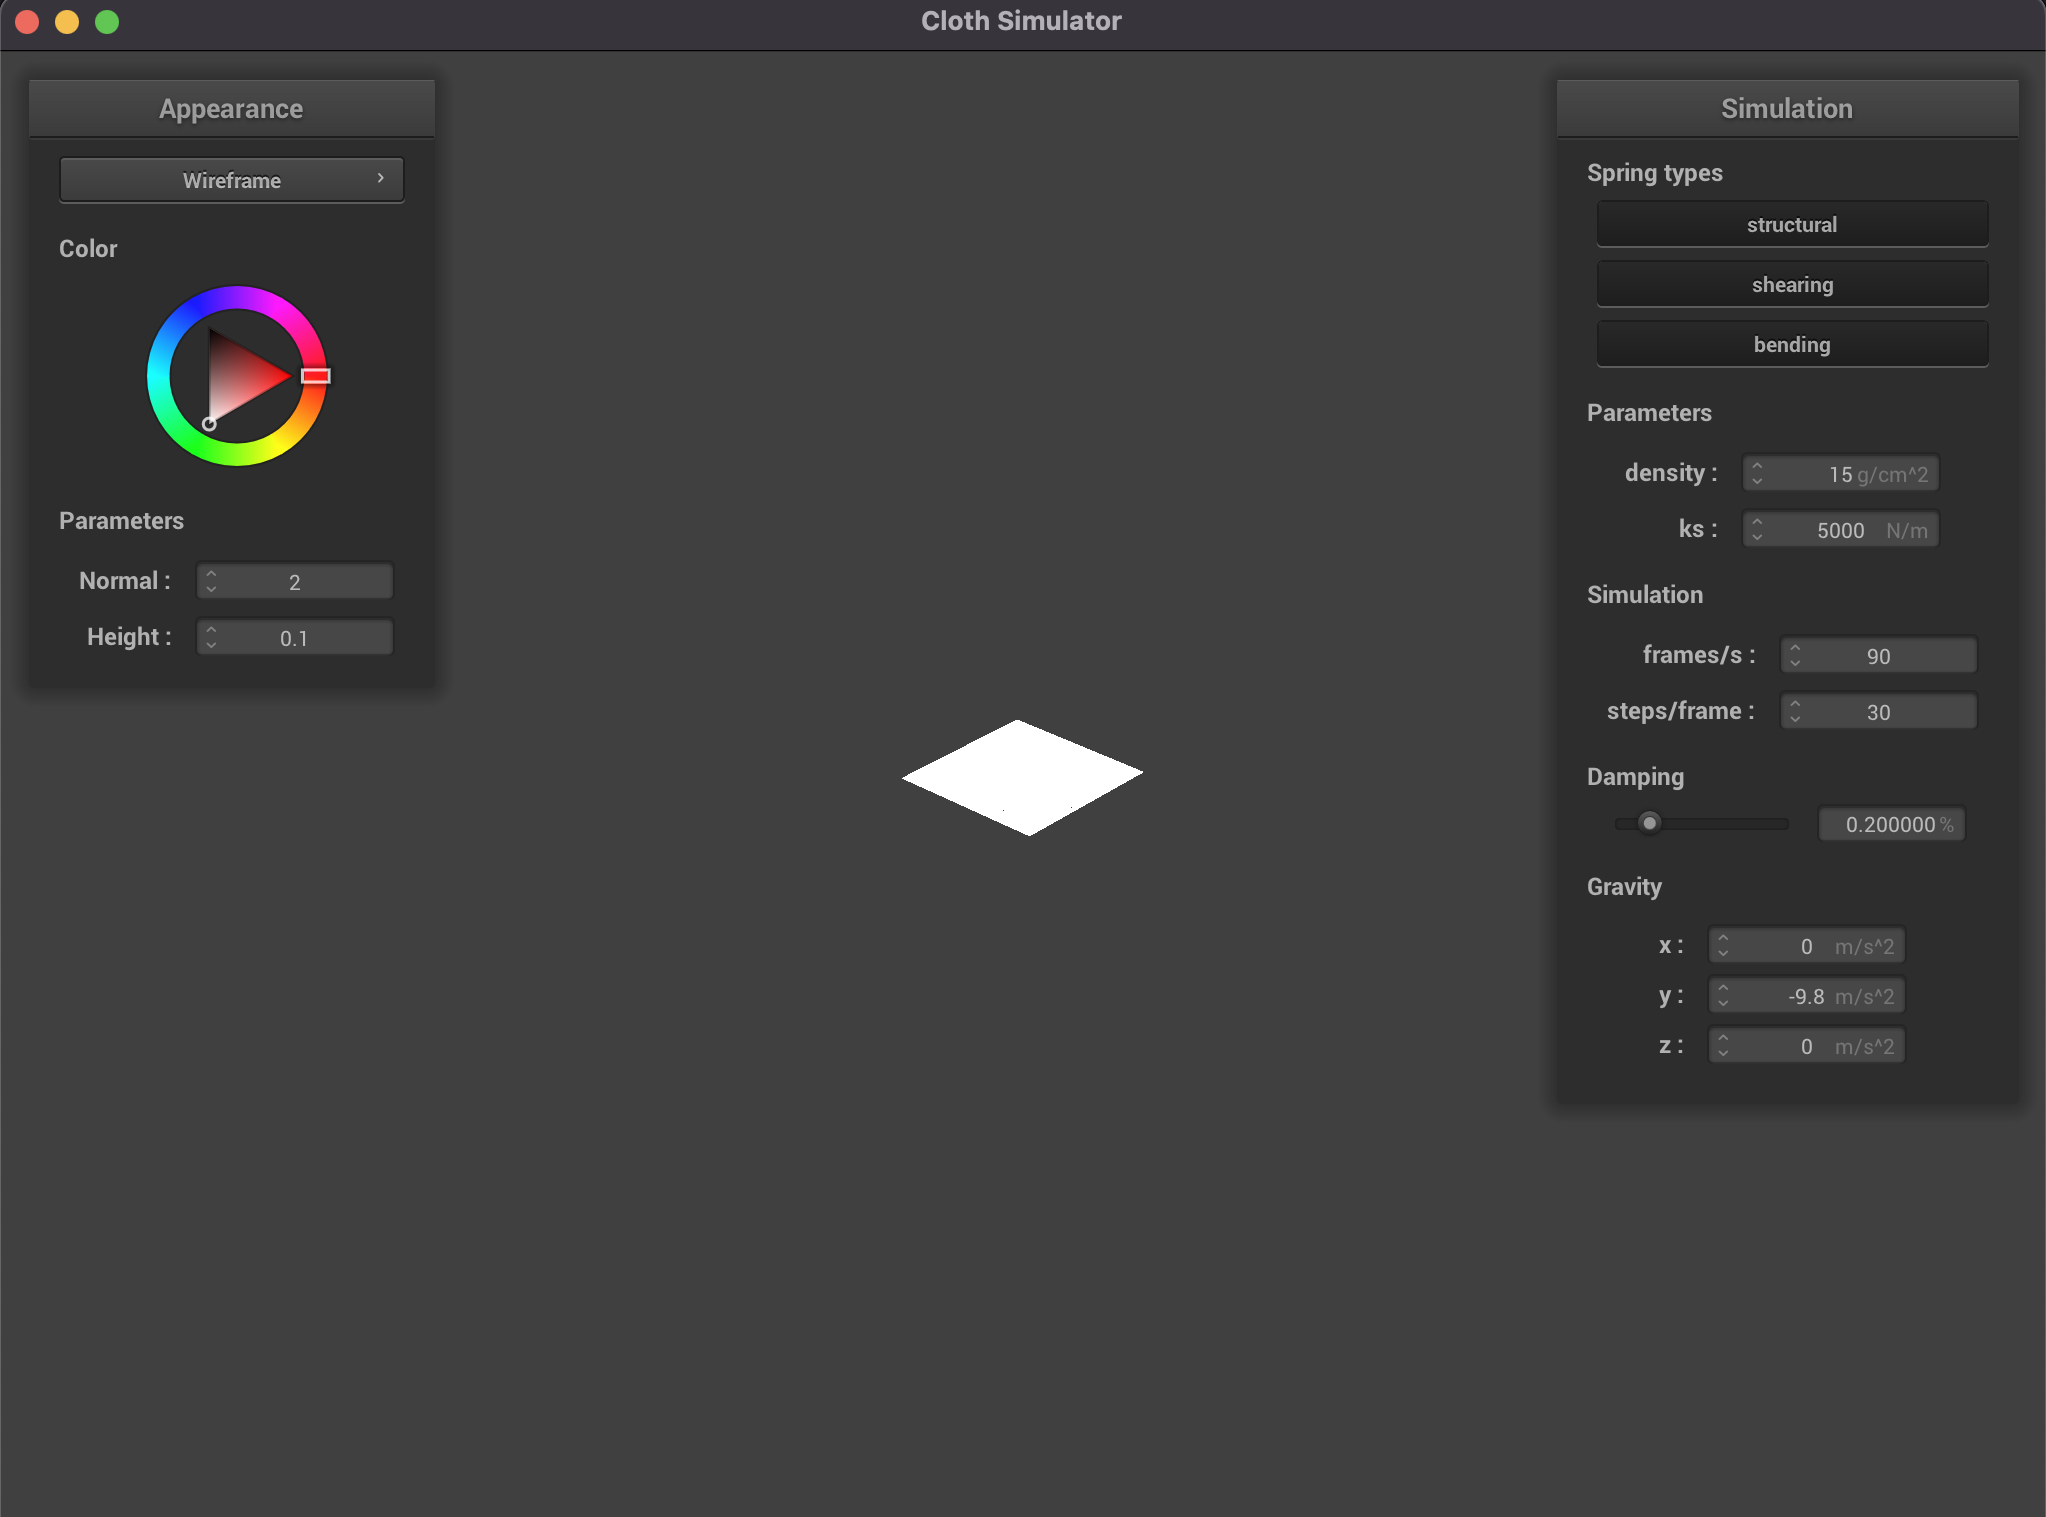 Cloth Simulator
Appearance
Wireframe
Color
Parameters
Normal : 2
Height : 0.1
Simulation
Spring types
structural
shearing
bending
Parameters
density : 15 g/cm^2
ks : 5000 N/m
Simulation
frames/s : 90
steps/frame : 30
Damping
0.200000 %
Gravity
x : 0 m/s^2
y : -9.8 m/s^2
z : 0 m/s^2